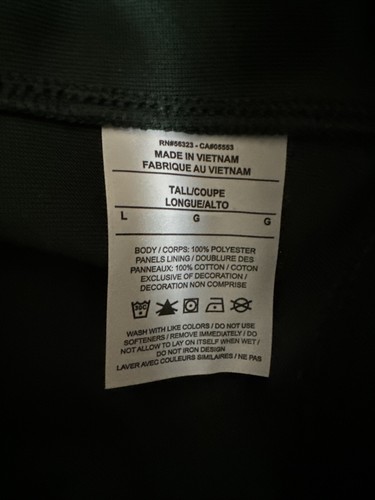 RN#56323 - CA#05553
MADE IN VIETNAM
FABRIQUE AU VIETNAM
TALL/COUPE
LONGUE/ALTO
L G G
BODY / CORPS: 100% POLYESTER
PANELS LINING / DOUBLURE DES
PANNEAUX: 100% COTTON / COTON
EXCLUSIVE OF DECORATION /
DECORATION NON COMPRISE
WASH WITH LIKE COLORS / DO NOT USE
SOFTENERS / REMOVE IMMEDIATELY / DO
NOT ALLOW TO LAY ON ITSELF WHEN WET /
DO NOT IRON DESIGN
LAVER AVEC COULEURS SIMILAIRES / NE PAS